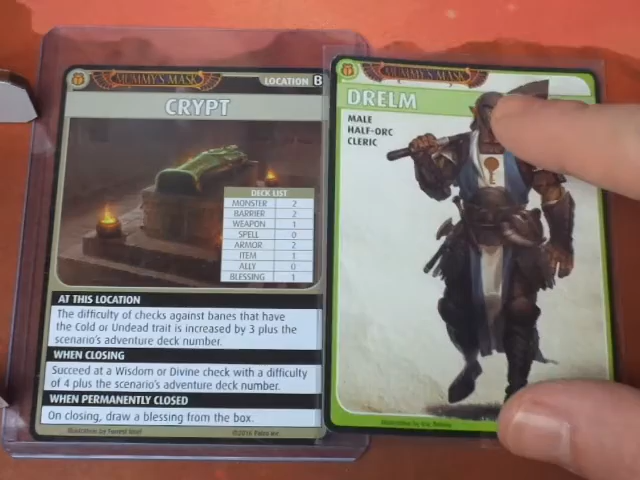 MUMMY'S MASK
LOCATION B
CRYPT
DECK LIST
MONSTER 2
BARRIER 2
WEAPON 1
SPELL 0
ARMOR 2
ITEM 1
ALLY 0
BLESSING 1
AT THIS LOCATION
The difficulty of checks against banes that have
the Cold or Undead trait is increased by 3 plus the
scenario's adventure deck number.
WHEN CLOSING
Succeed at a Wisdom or Divine check with a difficulty
of 4 plus the scenario's adventure deck number.
WHEN PERMANENTLY CLOSED
On closing, draw a blessing from the box.
Illustration by
©2016 Paizo Inc.
MUMMY'S MASK
DRELM
MALE
HALF-ORC
CLERIC
Illustration by